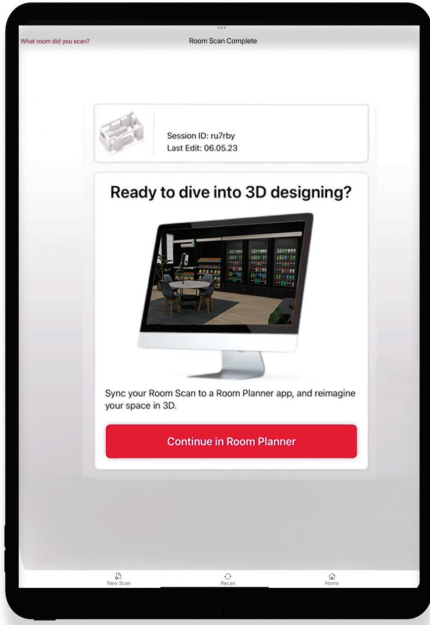 What room did you scan?
Room Scan Complete
Session ID: ru7rby
Last Edit: 06.05.23
Ready to dive into 3D designing?
Sync your Room Scan to a Room Planner app, and reimagine
your space in 3D.
Continue in Room Planner
New Scan
Recan
Home